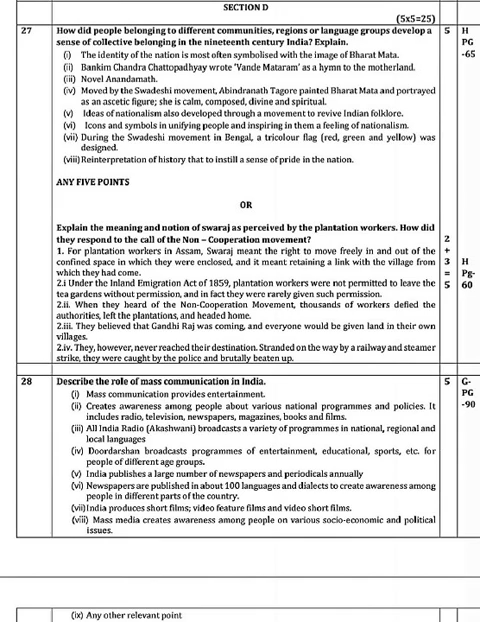 SECTION D
(5x5=25)
27
How did people belonging to different communities, regions or language groups develop a
5
H
sense of collective belonging in the nineteenth century India? Explain.
PG
(i) The identity of the nation is most often symbolised with the image of Bharat Mata.
-65
(ii) Bankim Chandra Chattopadhyay wrote 'Vande Mataram' as a hymn to the motherland.
(iii) Novel Anandamath.
(iv) Moved by the Swadeshi movement, Abindranath Tagore painted Bharat Mata and portrayed
as an ascetic figure; she is calm, composed, divine and spiritual.
(v) Ideas of nationalism also developed through a movement to revive Indian folklore.
(vi) Icons and symbols in unifying people and inspiring in them a feeling of nationalism.
(vii) During the Swadeshi movement in Bengal, a tricolour flag (red, green and yellow) was
designed.
(viii) Reinterpretation of history that to instill a sense of pride in the nation.
ANY FIVE POINTS
OR
Explain the meaning and notion of swaraj as perceived by the plantation workers. How did
2
they respond to the call of the Non – Cooperation movement?
+
1. For plantation workers in Assam, Swaraj meant the right to move freely in and out of the
3
H
confined space in which they were enclosed, and it meant retaining a link with the village from
=
Pg-
which they had come.
5
60
2.i Under the Inland Emigration Act of 1859, plantation workers were not permitted to leave the
tea gardens without permission, and in fact they were rarely given such permission.
2.ii. When they heard of the Non-Cooperation Movement, thousands of workers defied the
authorities, left the plantations, and headed home.
2.iii. They believed that Gandhi Raj was coming, and everyone would be given land in their own
villages.
2.iv. They, however, never reached their destination. Stranded on the way by a railway and steamer
strike, they were caught by the police and brutally beaten up.
28
Describe the role of mass communication in India.
5
G-
(i) Mass communication provides entertainment.
PG
(ii) Creates awareness among people about various national programmes and policies. It
-90
includes radio, television, newspapers, magazines, books and films.
(iii) All India Radio (Akashwani) broadcasts a variety of programmes in national, regional and
local languages
(iv) Doordarshan broadcasts programmes of entertainment, educational, sports, etc. for
people of different age groups.
(v) India publishes a large number of newspapers and periodicals annually
(vi) Newspapers are published in about 100 languages and dialects to create awareness among
people in different parts of the country.
(vii) India produces short films; video feature films and video short films.
(viii) Mass media creates awareness among people on various socio-economic and political
issues.
(ix) Any other relevant point